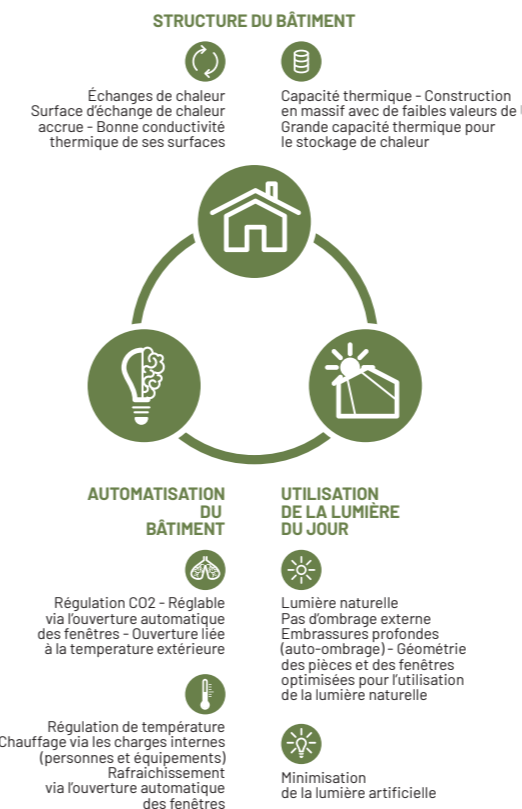 STRUCTURE DU BÂTIMENT
Échanges de chaleur
Surface d'échange de chaleur
accrue - Bonne conductivité
thermique de ses surfaces
Capacité thermique - Construction
en massif avec de faibles valeurs de
Grande capacité thermique pour
le stockage de chaleur
AUTOMATISATION
DU
BÂTIMENT
Régulation CO2 - Réglable
via l'ouverture automatique
des fenêtres - Ouverture liée
à la temperature extérieure
Régulation de température
Chauffage via les charges internes
(personnes et équipements)
Rafraichissement
via l'ouverture automatique
des fenêtres
UTILISATION
DE LA LUMIÈRE
DU JOUR
Lumière naturelle
Pas d'ombrage externe
Embrassures profondes
(auto-ombrage) - Géométrie
des pièces et des fenêtres
optimisées pour l'utilisation
de la lumière naturelle
Minimisation
de la lumière artificielle